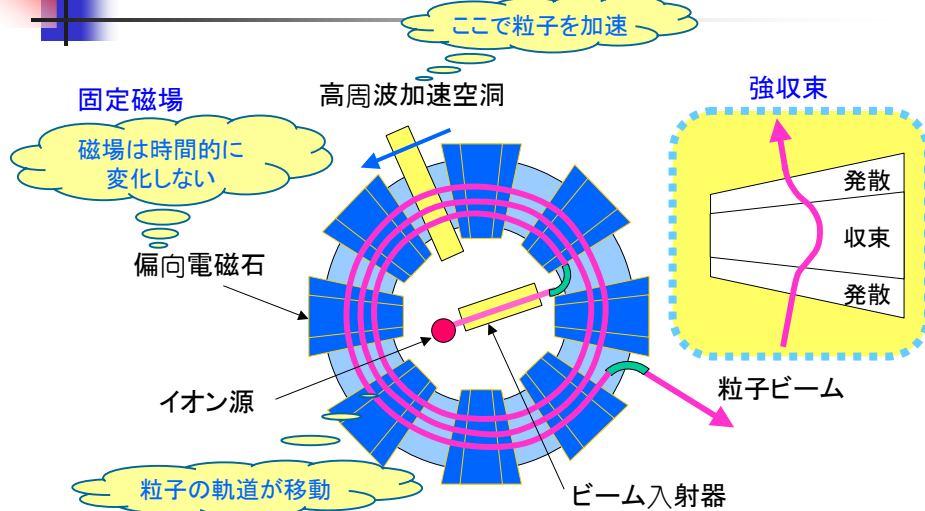 ここで粒子を加速
固定磁場
高周波加速空洞
強収束
磁場は時間的に
変化しない
発散
収束
発散
偏向電磁石
イオン源
粒子ビーム
粒子の軌道が移動
ビーム入射器